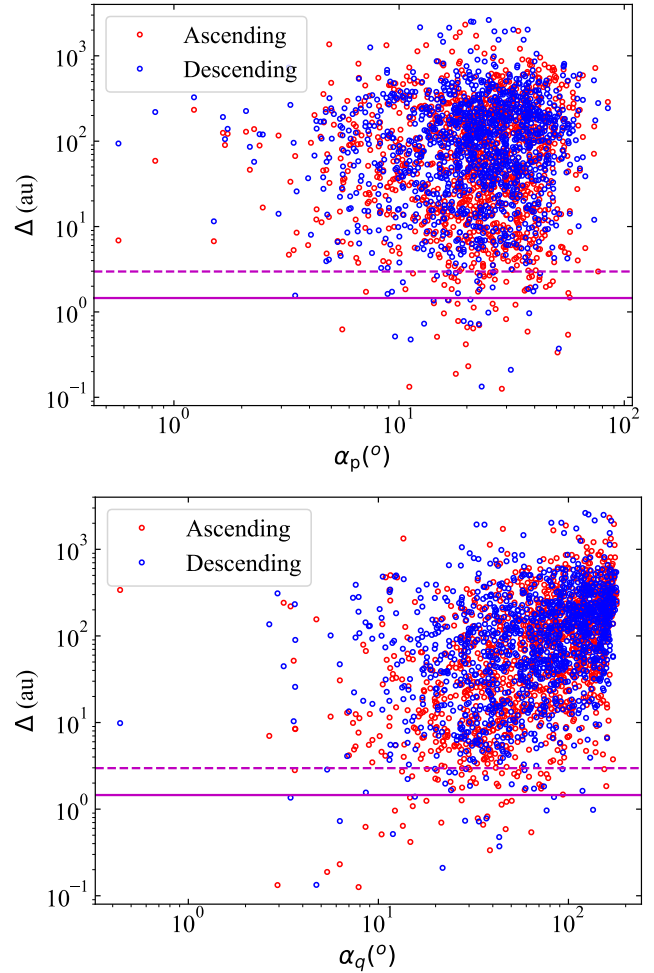 Ascending
Descending
10³
10²
10¹
10⁰
10⁻¹
Δ (au)
10⁰ 10¹ 10²
αₚ(°)
Ascending
Descending
10³
10²
10¹
10⁰
10⁻¹
Δ (au)
10⁰ 10¹ 10²
α_q(°)